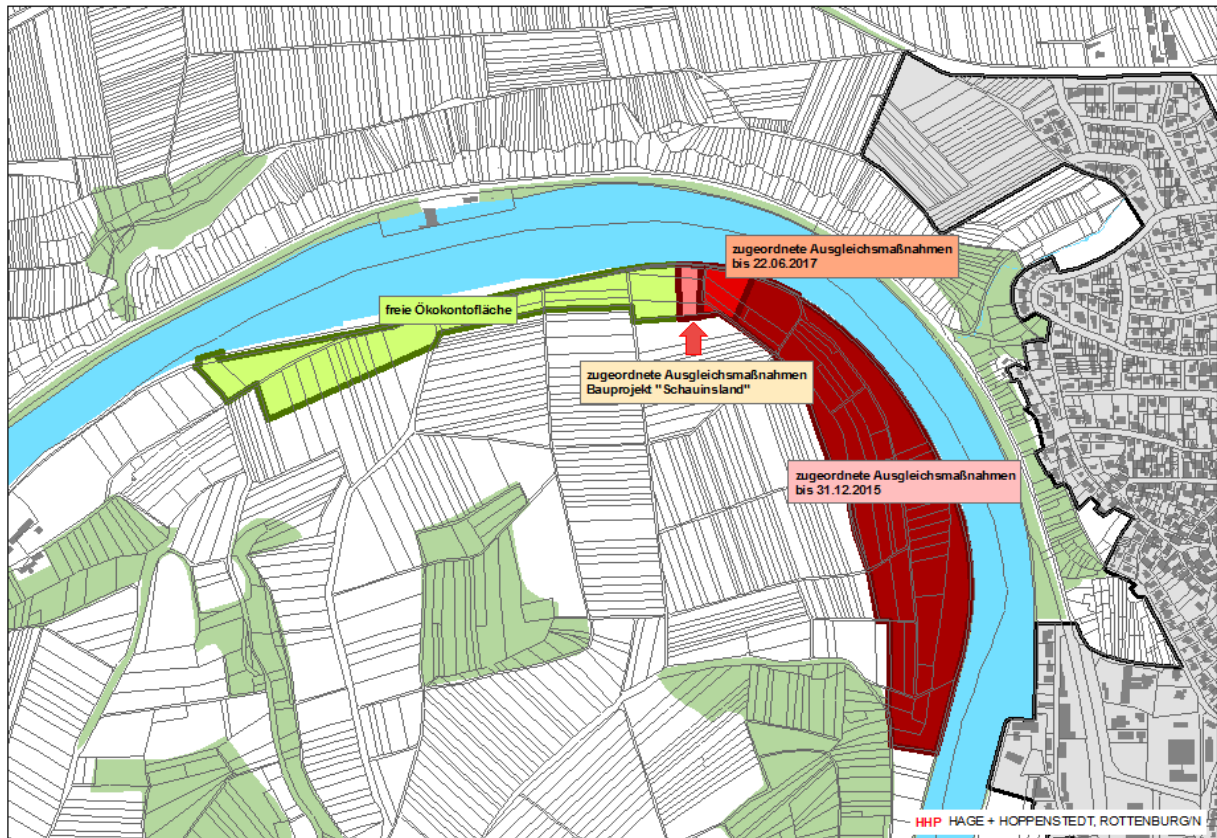 zugeordnete Ausgleichsmaßnahmen
bis 22.06.2017
freie Ökokontofläche
zugeordnete Ausgleichsmaßnahmen
Bauprojekt "Schauinsland"
zugeordnete Ausgleichsmaßnahmen
bis 31.12.2015
HHP HAGE + HOPPENSTEDT, ROTTENBURG/N